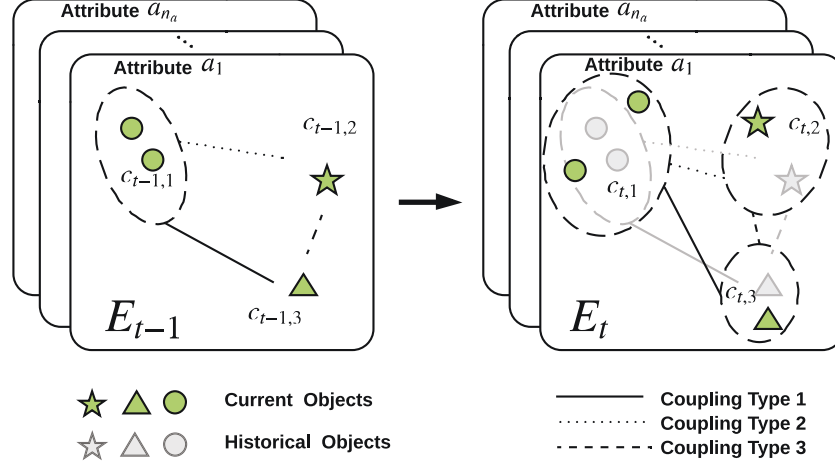 Attribute a_{n_a}
Attribute a_1
c_{t-1,2}
c_{t-1,1}
c_{t-1,3}
E_{t-1}
Attribute a_{n_a}
Attribute a_1
c_{t,2}
c_{t,1}
c_{t,3}
E_t
Current Objects
Historical Objects
Coupling Type 1
Coupling Type 2
Coupling Type 3